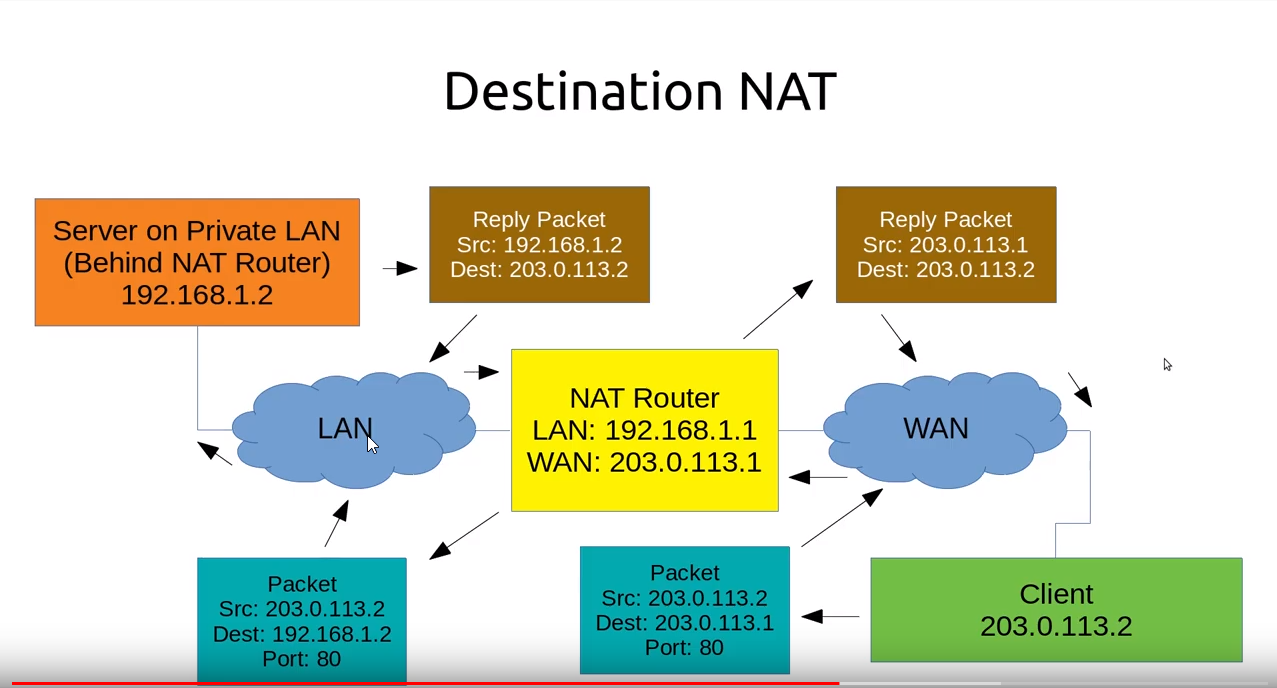 Destination NAT
Server on Private LAN
(Behind NAT Router)
192.168.1.2
Reply Packet
Src: 192.168.1.2
Dest: 203.0.113.2
Reply Packet
Src: 203.0.113.1
Dest: 203.0.113.2
LAN
NAT Router
LAN: 192.168.1.1
WAN: 203.0.113.1
WAN
Packet
Src: 203.0.113.2
Dest: 192.168.1.2
Port: 80
Packet
Src: 203.0.113.2
Dest: 203.0.113.1
Port: 80
Client
203.0.113.2